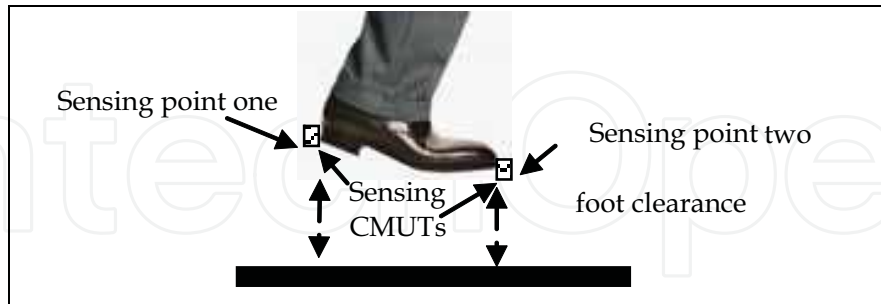 Sensing point one
Sensing point two
Sensing
CMUTs
foot clearance